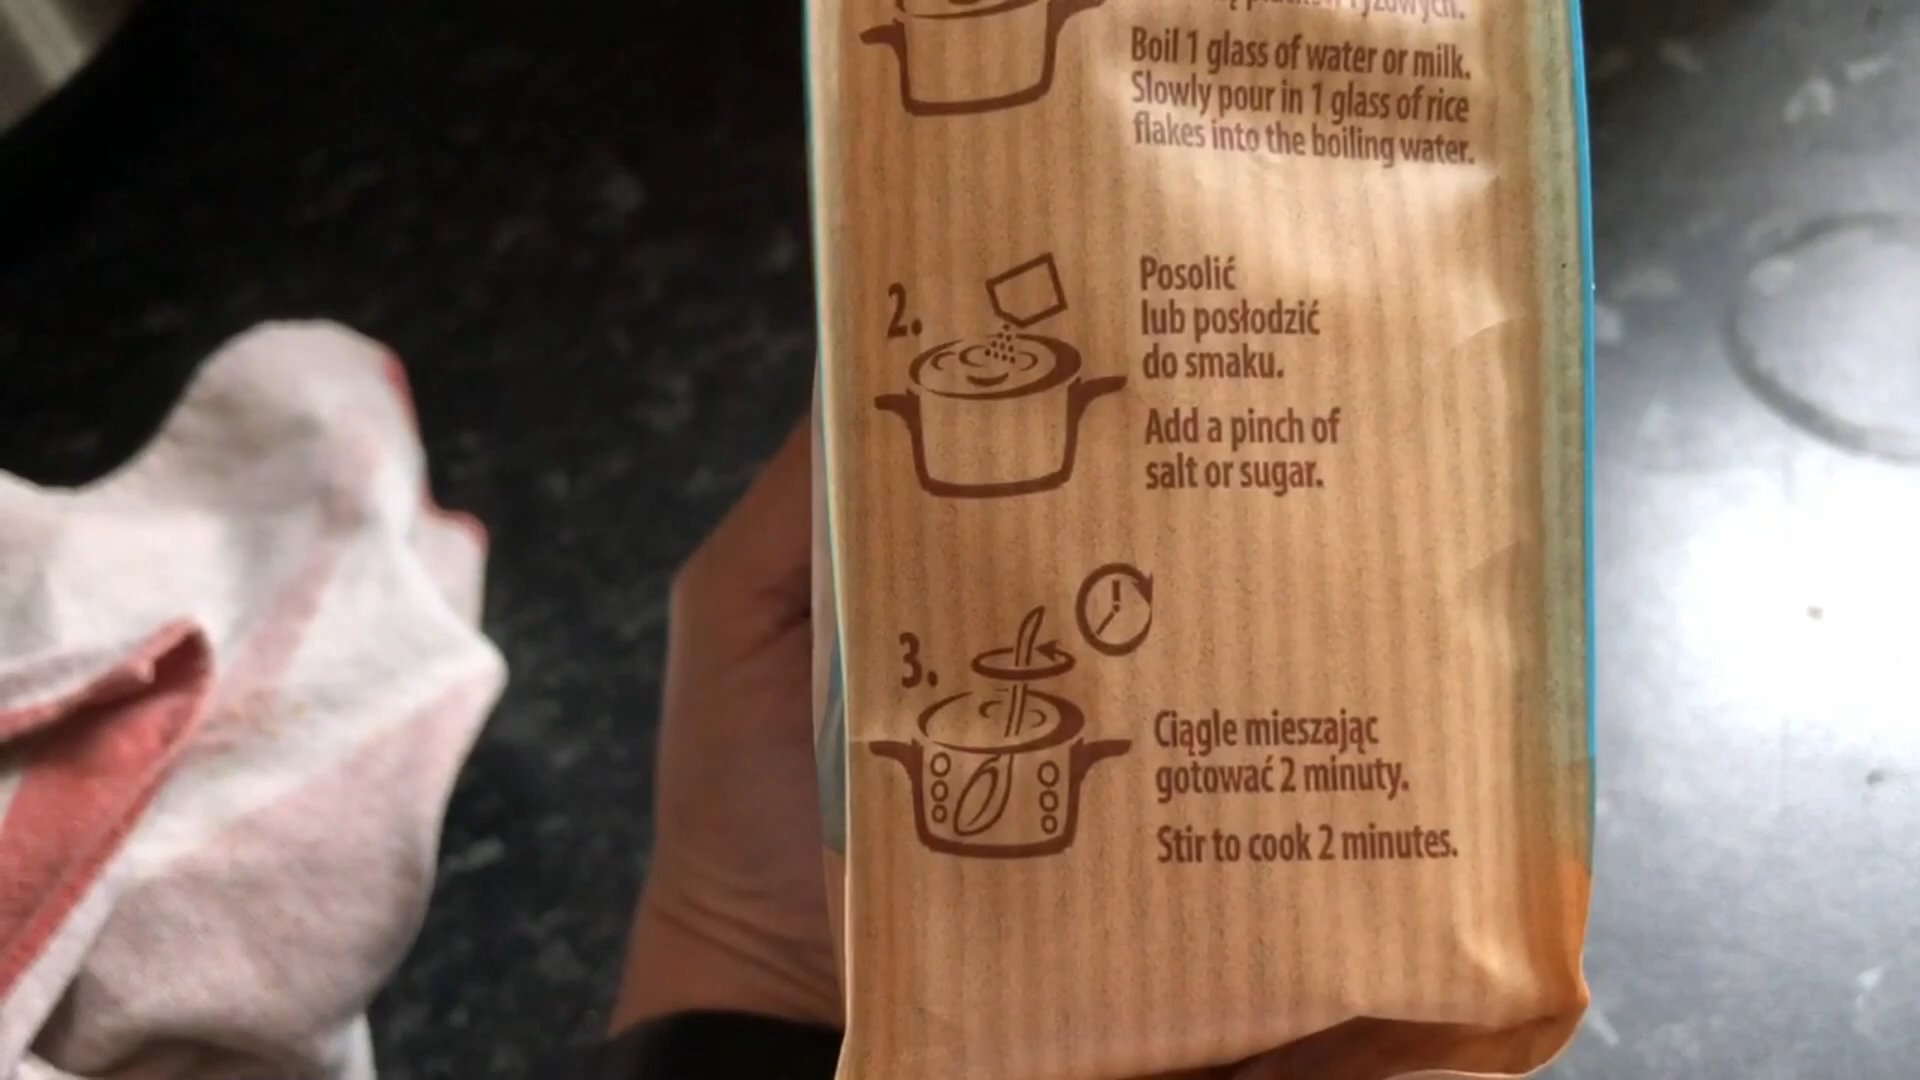 ryżowych.
Boil 1 glass of water or milk.
Slowly pour in 1 glass of rice
flakes into the boiling water.
2.
Posolić
lub posłodzić
do smaku.
Add a pinch of
salt or sugar.
3.
Ciągle mieszając
gotować 2 minuty.
Stir to cook 2 minutes.